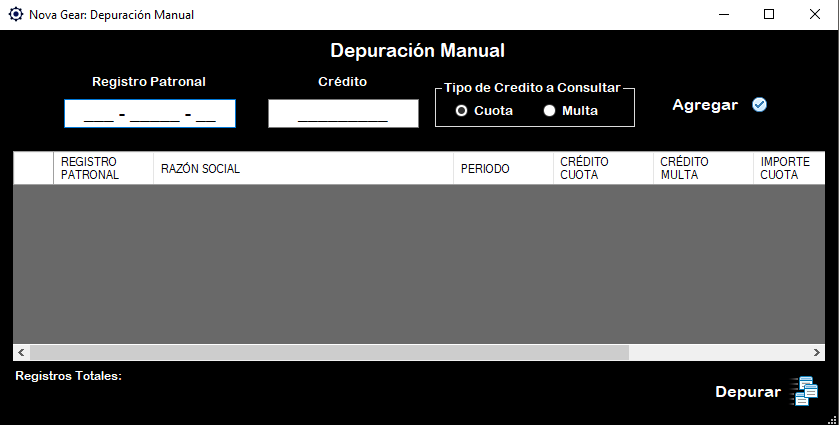 Nova Gear: Depuración Manual
Depuración Manual
Registro Patronal
Crédito
Tipo de Credito a Consultar
___ - _____ - __
_________
Cuota
Multa
Agregar
REGISTRO
PATRONAL
RAZÓN SOCIAL
PERIODO
CRÉDITO
CUOTA
CRÉDITO
MULTA
IMPORTE
CUOTA
Registros Totales:
Depurar